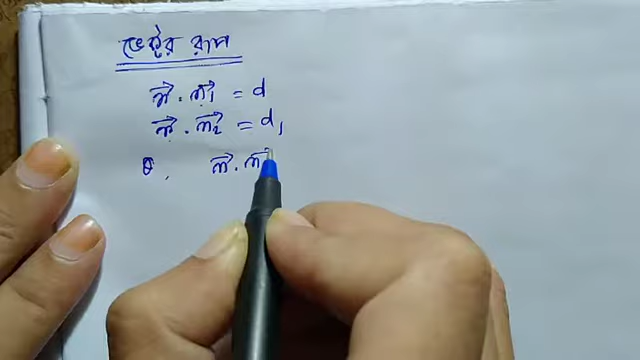 ভেক্টর রূপ
r⃗ . n⃗₁ = d
r⃗ . n⃗₂ = d₁
θ, n⃗ . n⃗